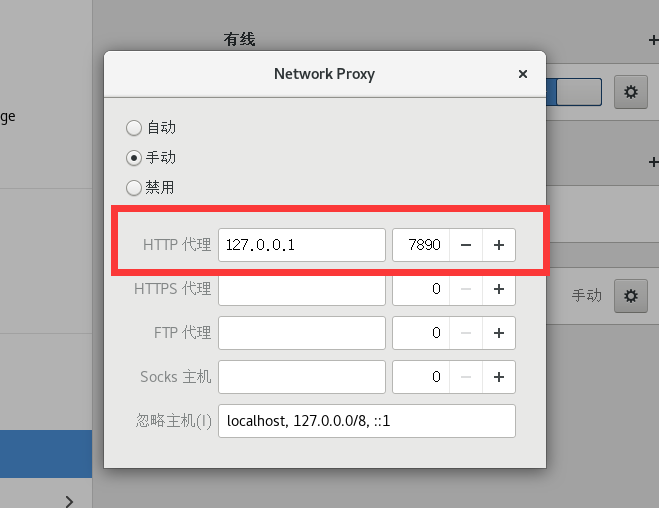 有线
Network Proxy
ge
自动
手动
禁用
HTTP 代理 127.0.0.1 7890
HTTPS 代理 0
手动
FTP 代理 0
Socks 主机 0
忽略主机(I) localhost, 127.0.0.0/8, ::1